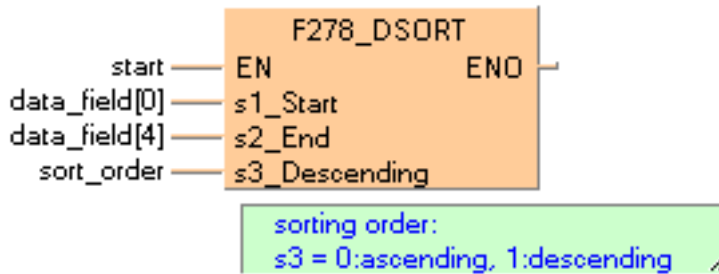 F278_DSORT
start EN ENO
data_field[0] s1_Start
data_field[4] s2_End
sort_order s3_Descending
sorting order:
s3 = 0:ascending, 1:descending